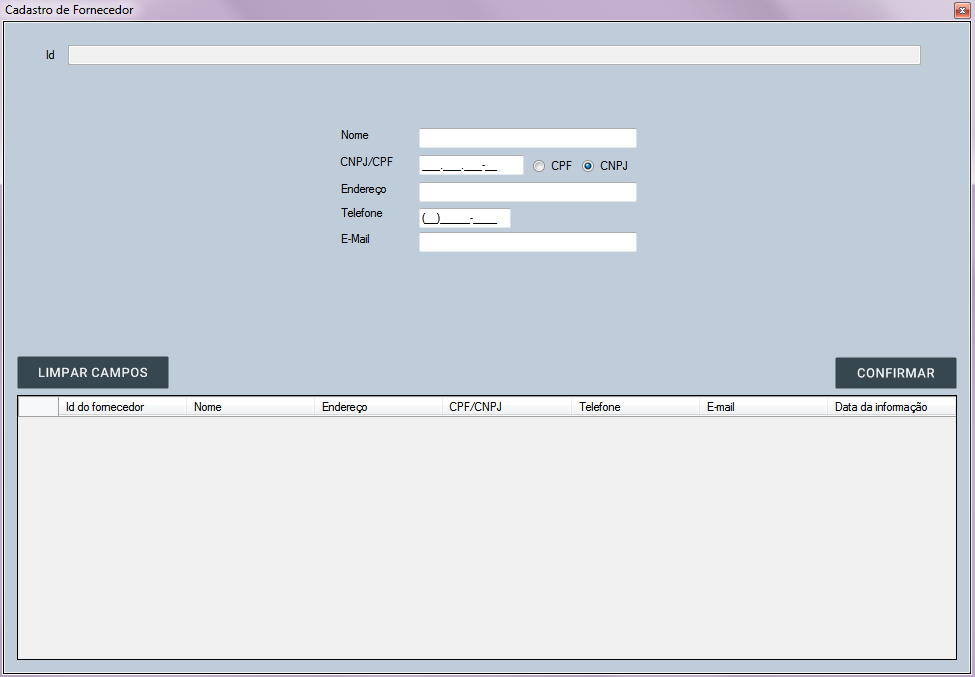 Cadastro de Fornecedor
Id
Nome
CNPJ/CPF ___.___.___-__ CPF CNPJ
Endereço
Telefone (__)_____-____
E-Mail
LIMPAR CAMPOS CONFIRMAR
Id do fornecedor Nome Endereço CPF/CNPJ Telefone E-mail Data da informação